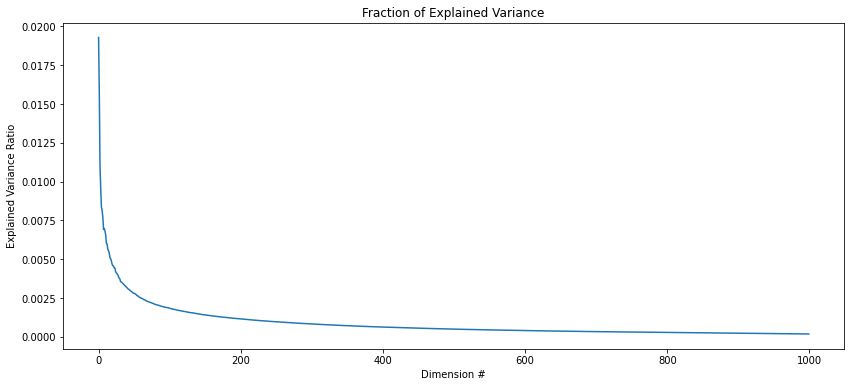 Fraction of Explained Variance
0.0200
0.0175
0.0150
0.0125
0.0100
0.0075
0.0050
0.0025
0.0000
Explained Variance Ratio
0 200 400 600 800 1000
Dimension #